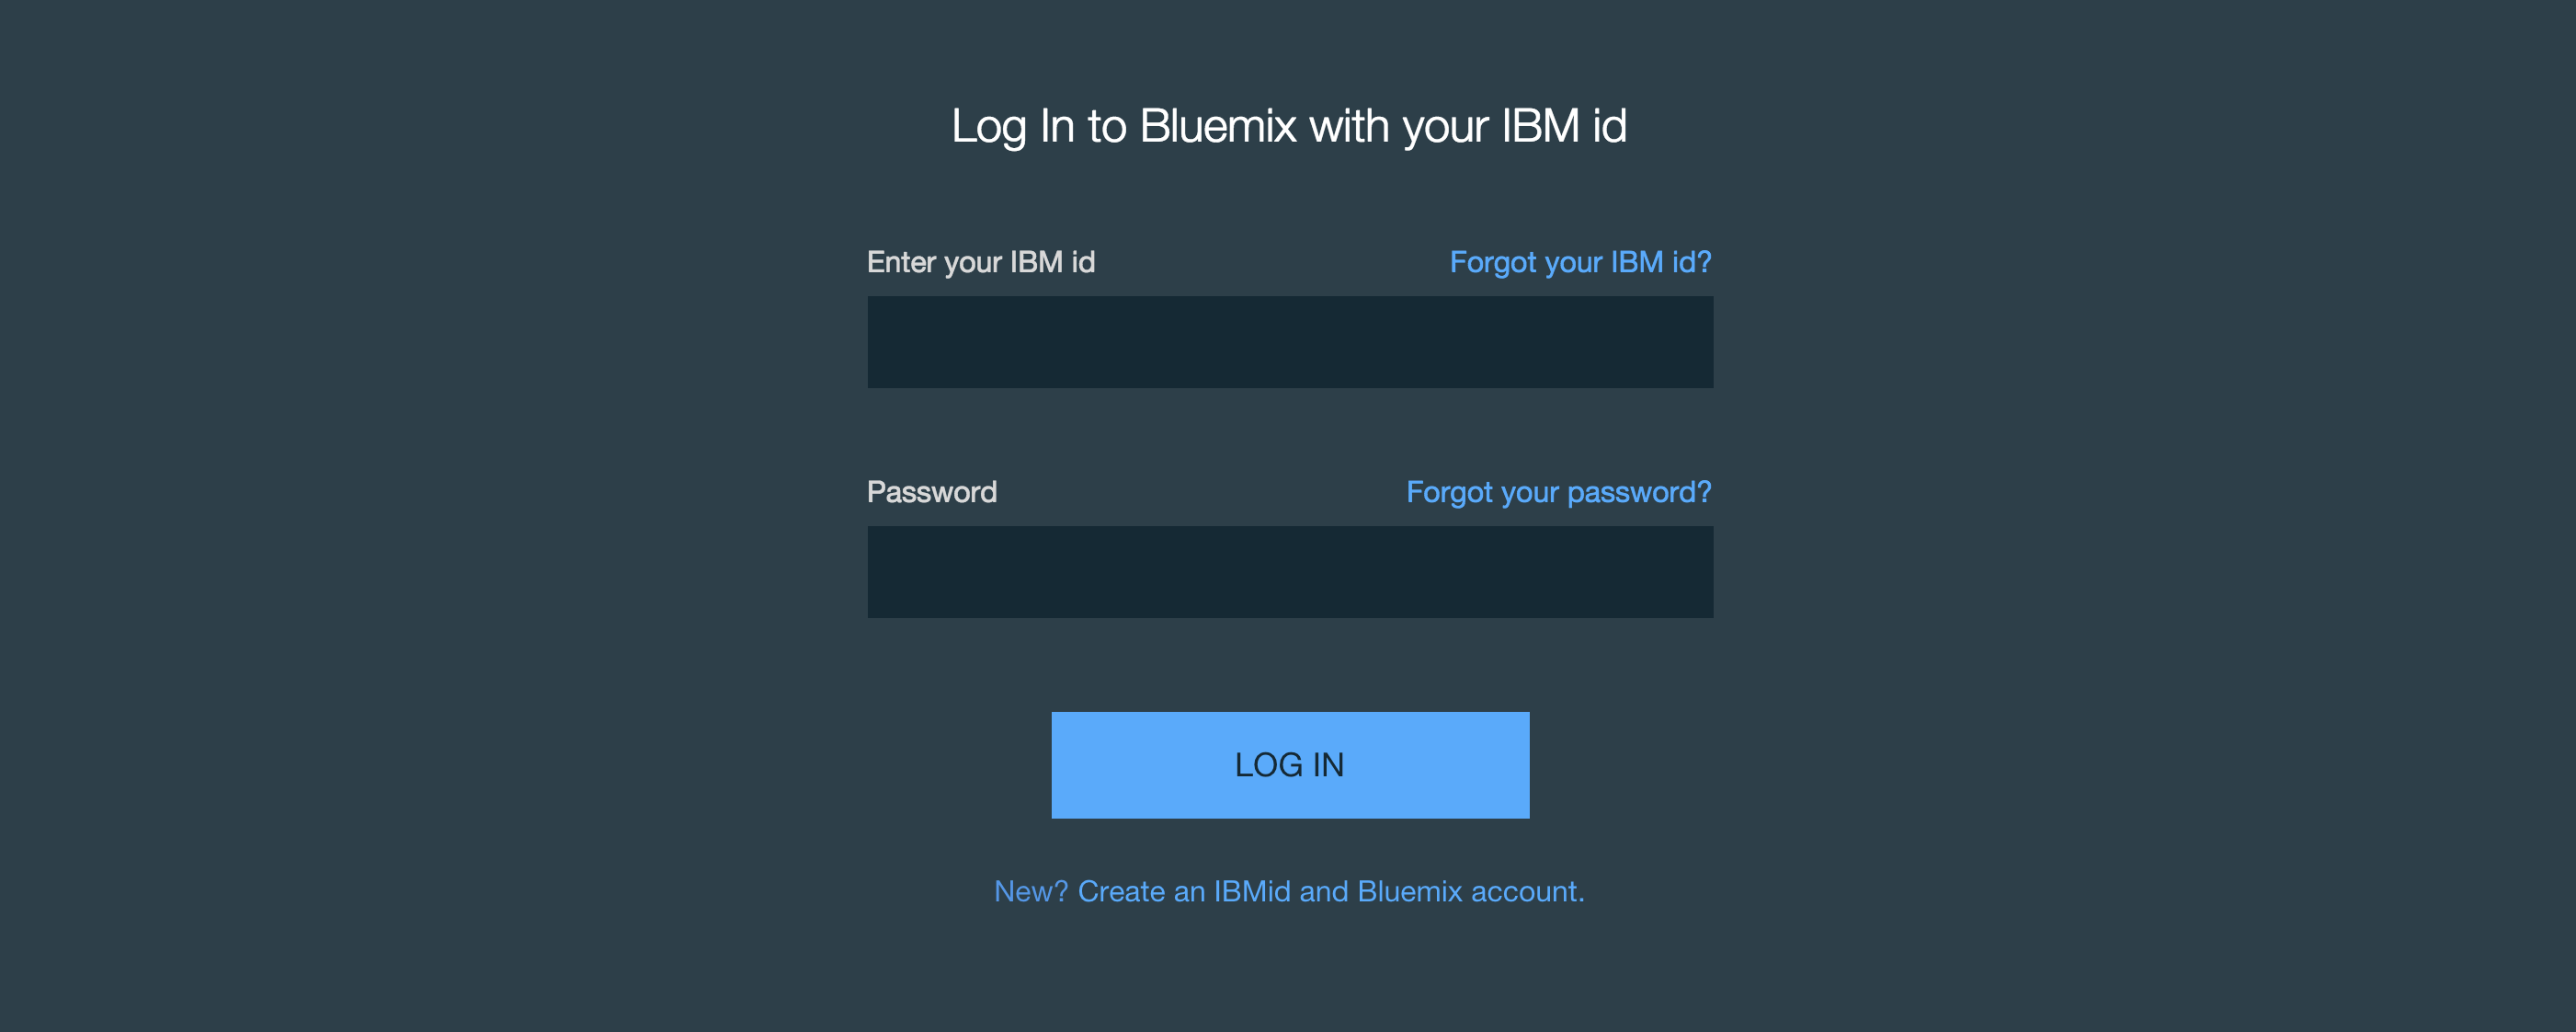 Log In to Bluemix with your IBM id
Enter your IBM id
Forgot your IBM id?
Password
Forgot your password?
LOG IN
New? Create an IBMid and Bluemix account.